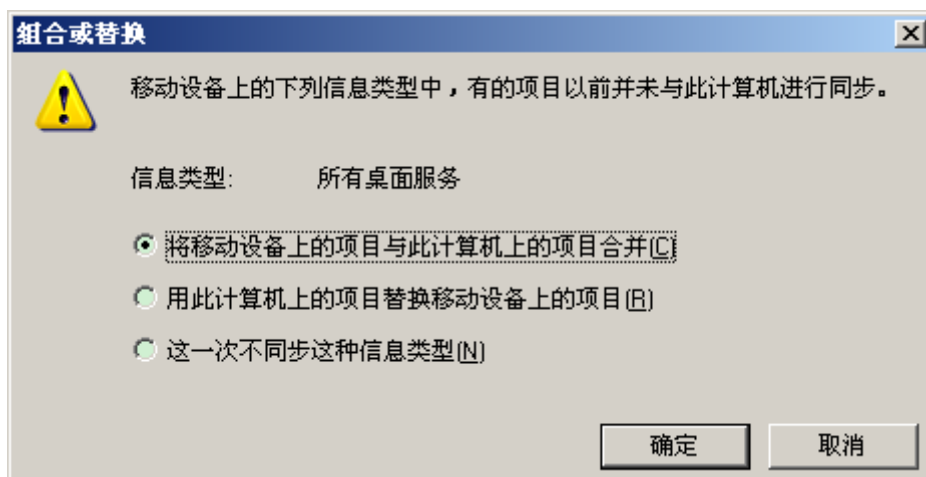 组合或替换
移动设备上的下列信息类型中，有的项目以前并未与此计算机进行同步。
信息类型: 所有桌面服务
将移动设备上的项目与此计算机上的项目合并(C)
用此计算机上的项目替换移动设备上的项目(R)
这一次不同步这种信息类型(N)
确定 取消